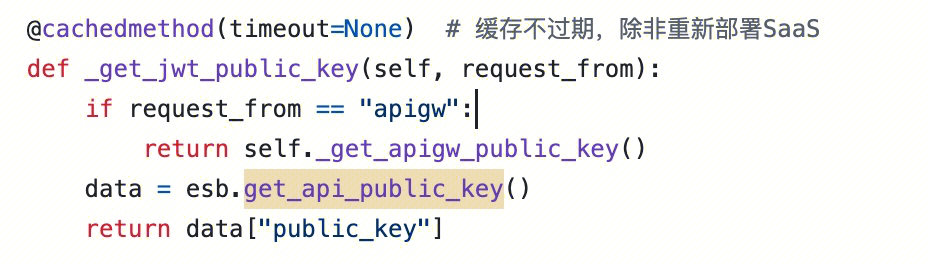 @cachedmethod(timeout=None)  # 缓存不过期，除非重新部署SaaS
def _get_jwt_public_key(self, request_from):
    if request_from == "apigw":
        return self._get_apigw_public_key()
    data = esb.get_api_public_key()
    return data["public_key"]